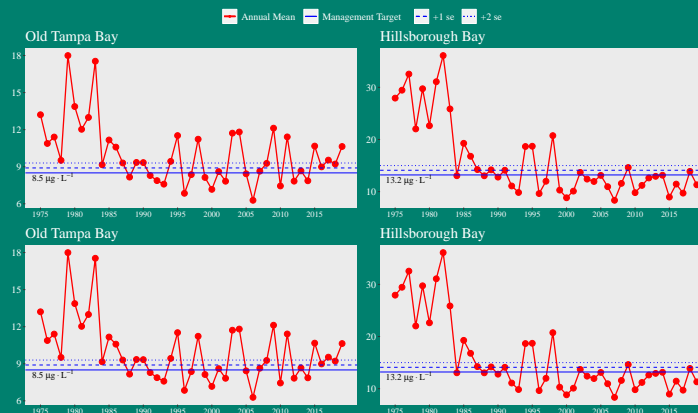 Annual Mean Management Target +1 se +2 se
Old Tampa Bay Hillsborough Bay
18
15
12
9
6
8.5 μg · L⁻¹
1975 1980 1985 1990 1995 2000 2005 2010 2015
30
20
10
13.2 μg · L⁻¹
1975 1980 1985 1990 1995 2000 2005 2010 2015
Old Tampa Bay Hillsborough Bay
18
15
12
9
6
8.5 μg · L⁻¹
1975 1980 1985 1990 1995 2000 2005 2010 2015
30
20
10
13.2 μg · L⁻¹
1975 1980 1985 1990 1995 2000 2005 2010 2015